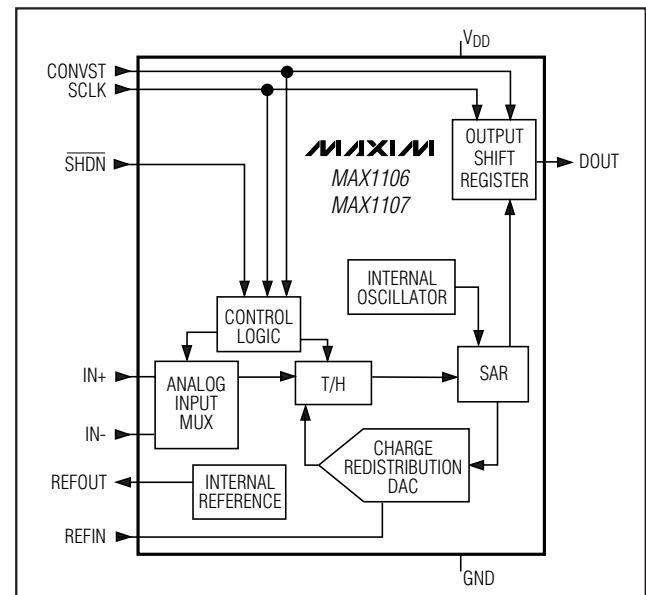 VDD
CONVST
SCLK
SHDN
MAXIM
MAX1106
MAX1107
OUTPUT
SHIFT
REGISTER
DOUT
INTERNAL
OSCILLATOR
CONTROL
LOGIC
IN+
IN-
ANALOG
INPUT
MUX
T/H
SAR
CHARGE
REDISTRIBUTION
DAC
REFOUT
INTERNAL
REFERENCE
REFIN
GND